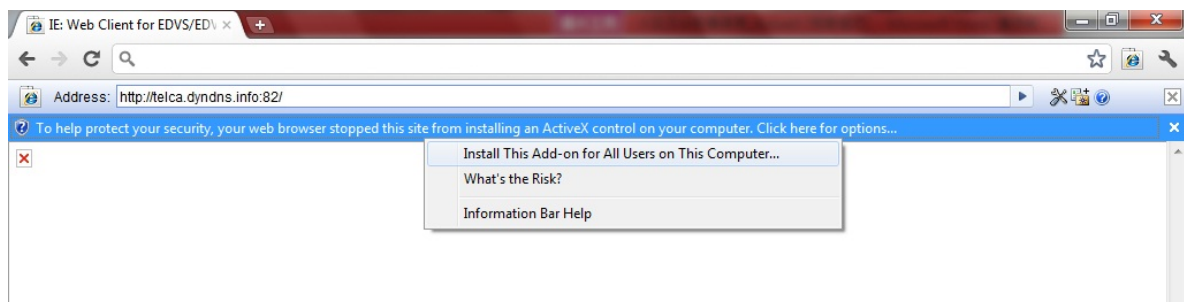 IE: Web Client for EDVS/EDV
Address: http://telca.dyndns.info:82/
To help protect your security, your web browser stopped this site from installing an ActiveX control on your computer. Click here for options...
Install This Add-on for All Users on This Computer...
What's the Risk?
Information Bar Help